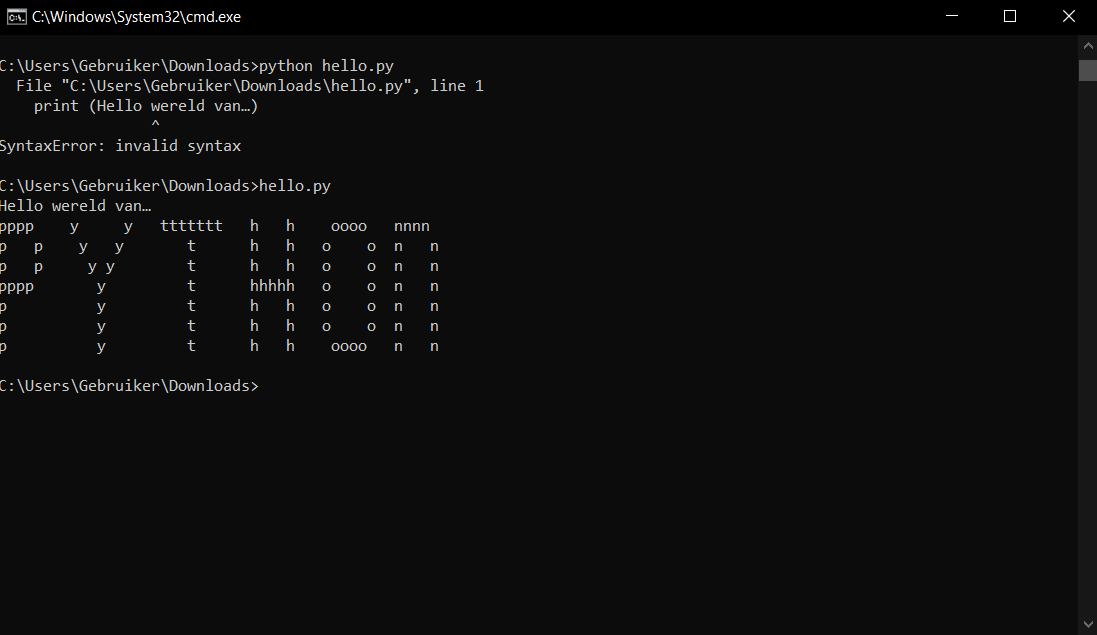 C:\Windows\System32\cmd.exe
C:\Users\Gebruiker\Downloads>python hello.py
  File "C:\Users\Gebruiker\Downloads\hello.py", line 1
    print (Hello wereld van…)
                 ^
SyntaxError: invalid syntax
C:\Users\Gebruiker\Downloads>hello.py
Hello wereld van…
pppp    y     y   ttttttt   h   h    oooo   nnnn
p   p    y   y       t      h   h   o    o  n   n
p   p     y y        t      h   h   o    o  n   n
pppp       y         t      hhhhh   o    o  n   n
p          y         t      h   h   o    o  n   n
p          y         t      h   h   o    o  n   n
p          y         t      h   h    oooo   n   n
C:\Users\Gebruiker\Downloads>